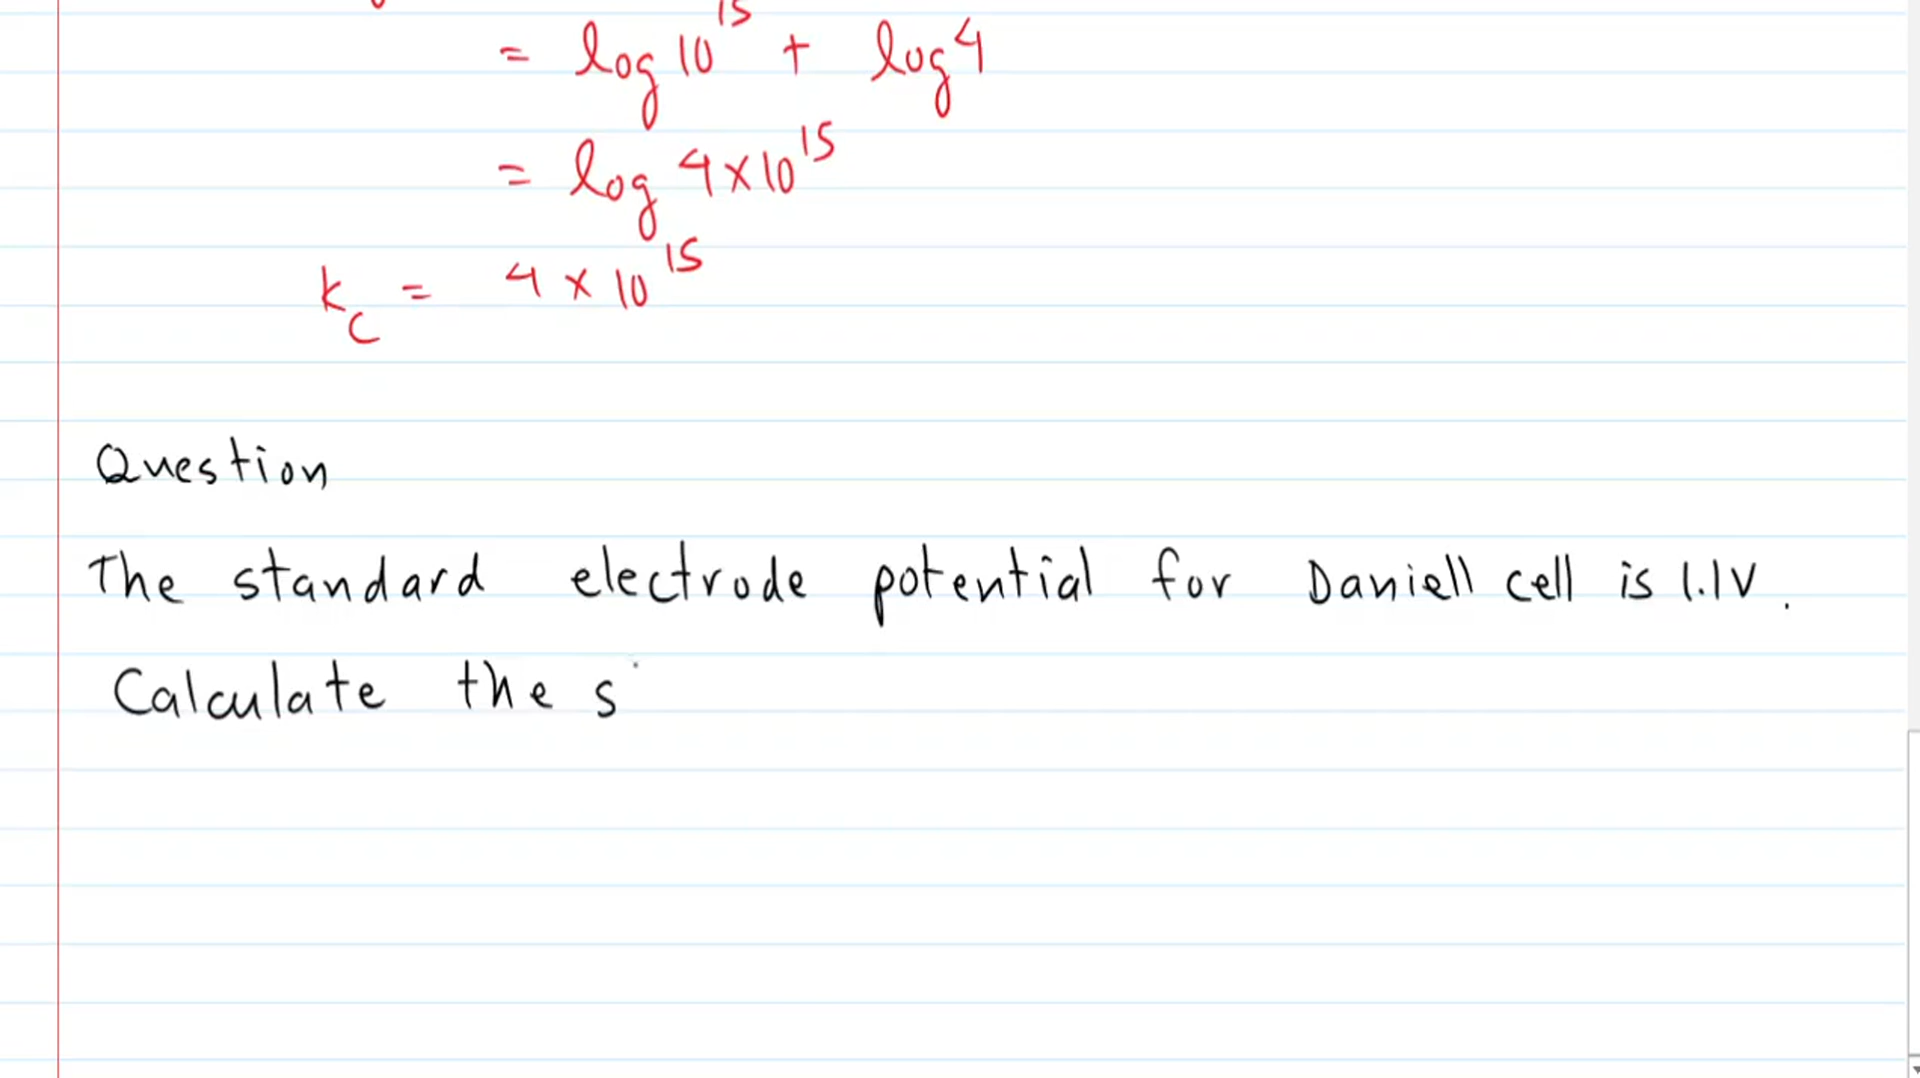 = log 10^15 + log 4
= log 4 × 10^15
k_c = 4 × 10^15
Question
The standard electrode potential for Daniell cell is 1.1V.
Calculate the s